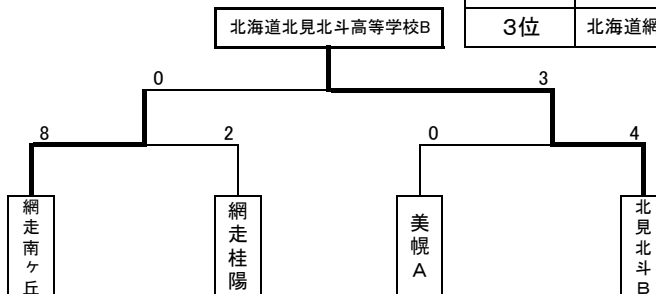 北海道北見北斗高等学校B
3位 北海道網
0 3
8 2 0 4
網走南ヶ丘
網走桂陽
美幌A
北見北斗B